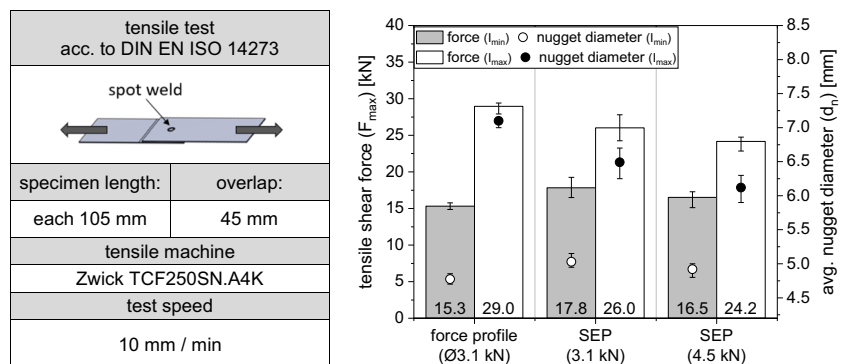 tensile test
acc. to DIN EN ISO 14273
spot weld
specimen length: overlap:
each 105 mm 45 mm
tensile machine
Zwick TCF250SN.A4K
test speed
10 mm / min
tensile shear force (Fmax) [kN]
40
35
30
25
20
15
10
5
0
force (Imin) nugget diameter (Imin)
force (Imax) nugget diameter (Imax)
15.3 29.0 17.8 26.0 16.5 24.2
force profile SEP SEP
(Ø3.1 kN) (3.1 kN) (4.5 kN)
8.5
8.0
7.5
7.0
6.5
6.0
5.5
5.0
4.5
avg. nugget diameter (dn) [mm]